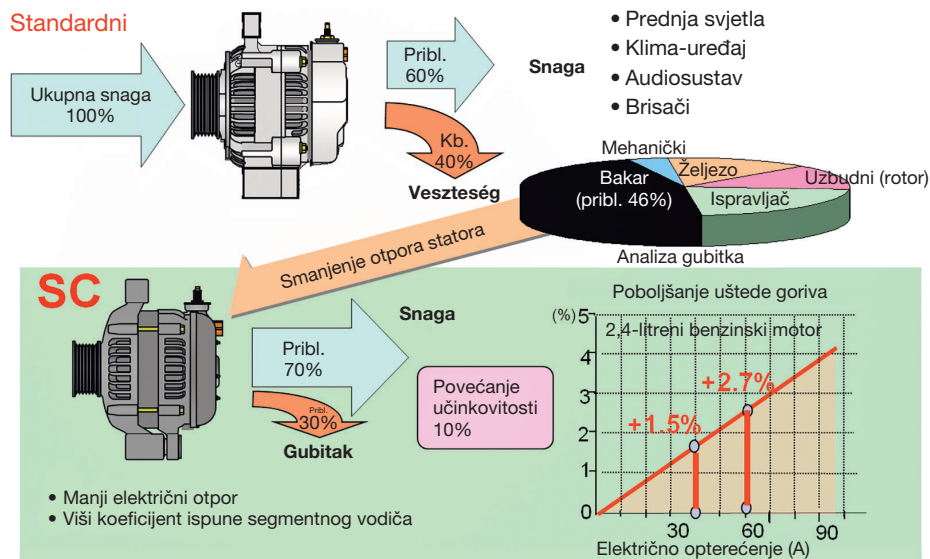 Standardni
Ukupna snaga
100%
Pribl.
60%
Snaga
• Prednja svjetla
• Klima-uređaj
• Audiosustav
• Brisači
Kb.
40%
Veszteség
Mehanički
Željezo
Bakar
(pribl. 46%)
Uzbudni (rotor)
Ispravljač
Analiza gubitka
Smanjenje otpora statora
SC
Snaga
Pribl.
70%
Pribl.
30%
Gubitak
Povećanje
učinkovitosti
10%
• Manji električni otpor
• Viši koeficijent ispune segmentnog vodiča
Poboljšanje uštede goriva
(%)
5
2,4-litreni benzinski motor
4
+2.7%
3
+1.5%
2
1
0
30 60 90
Električno opterećenje (A)